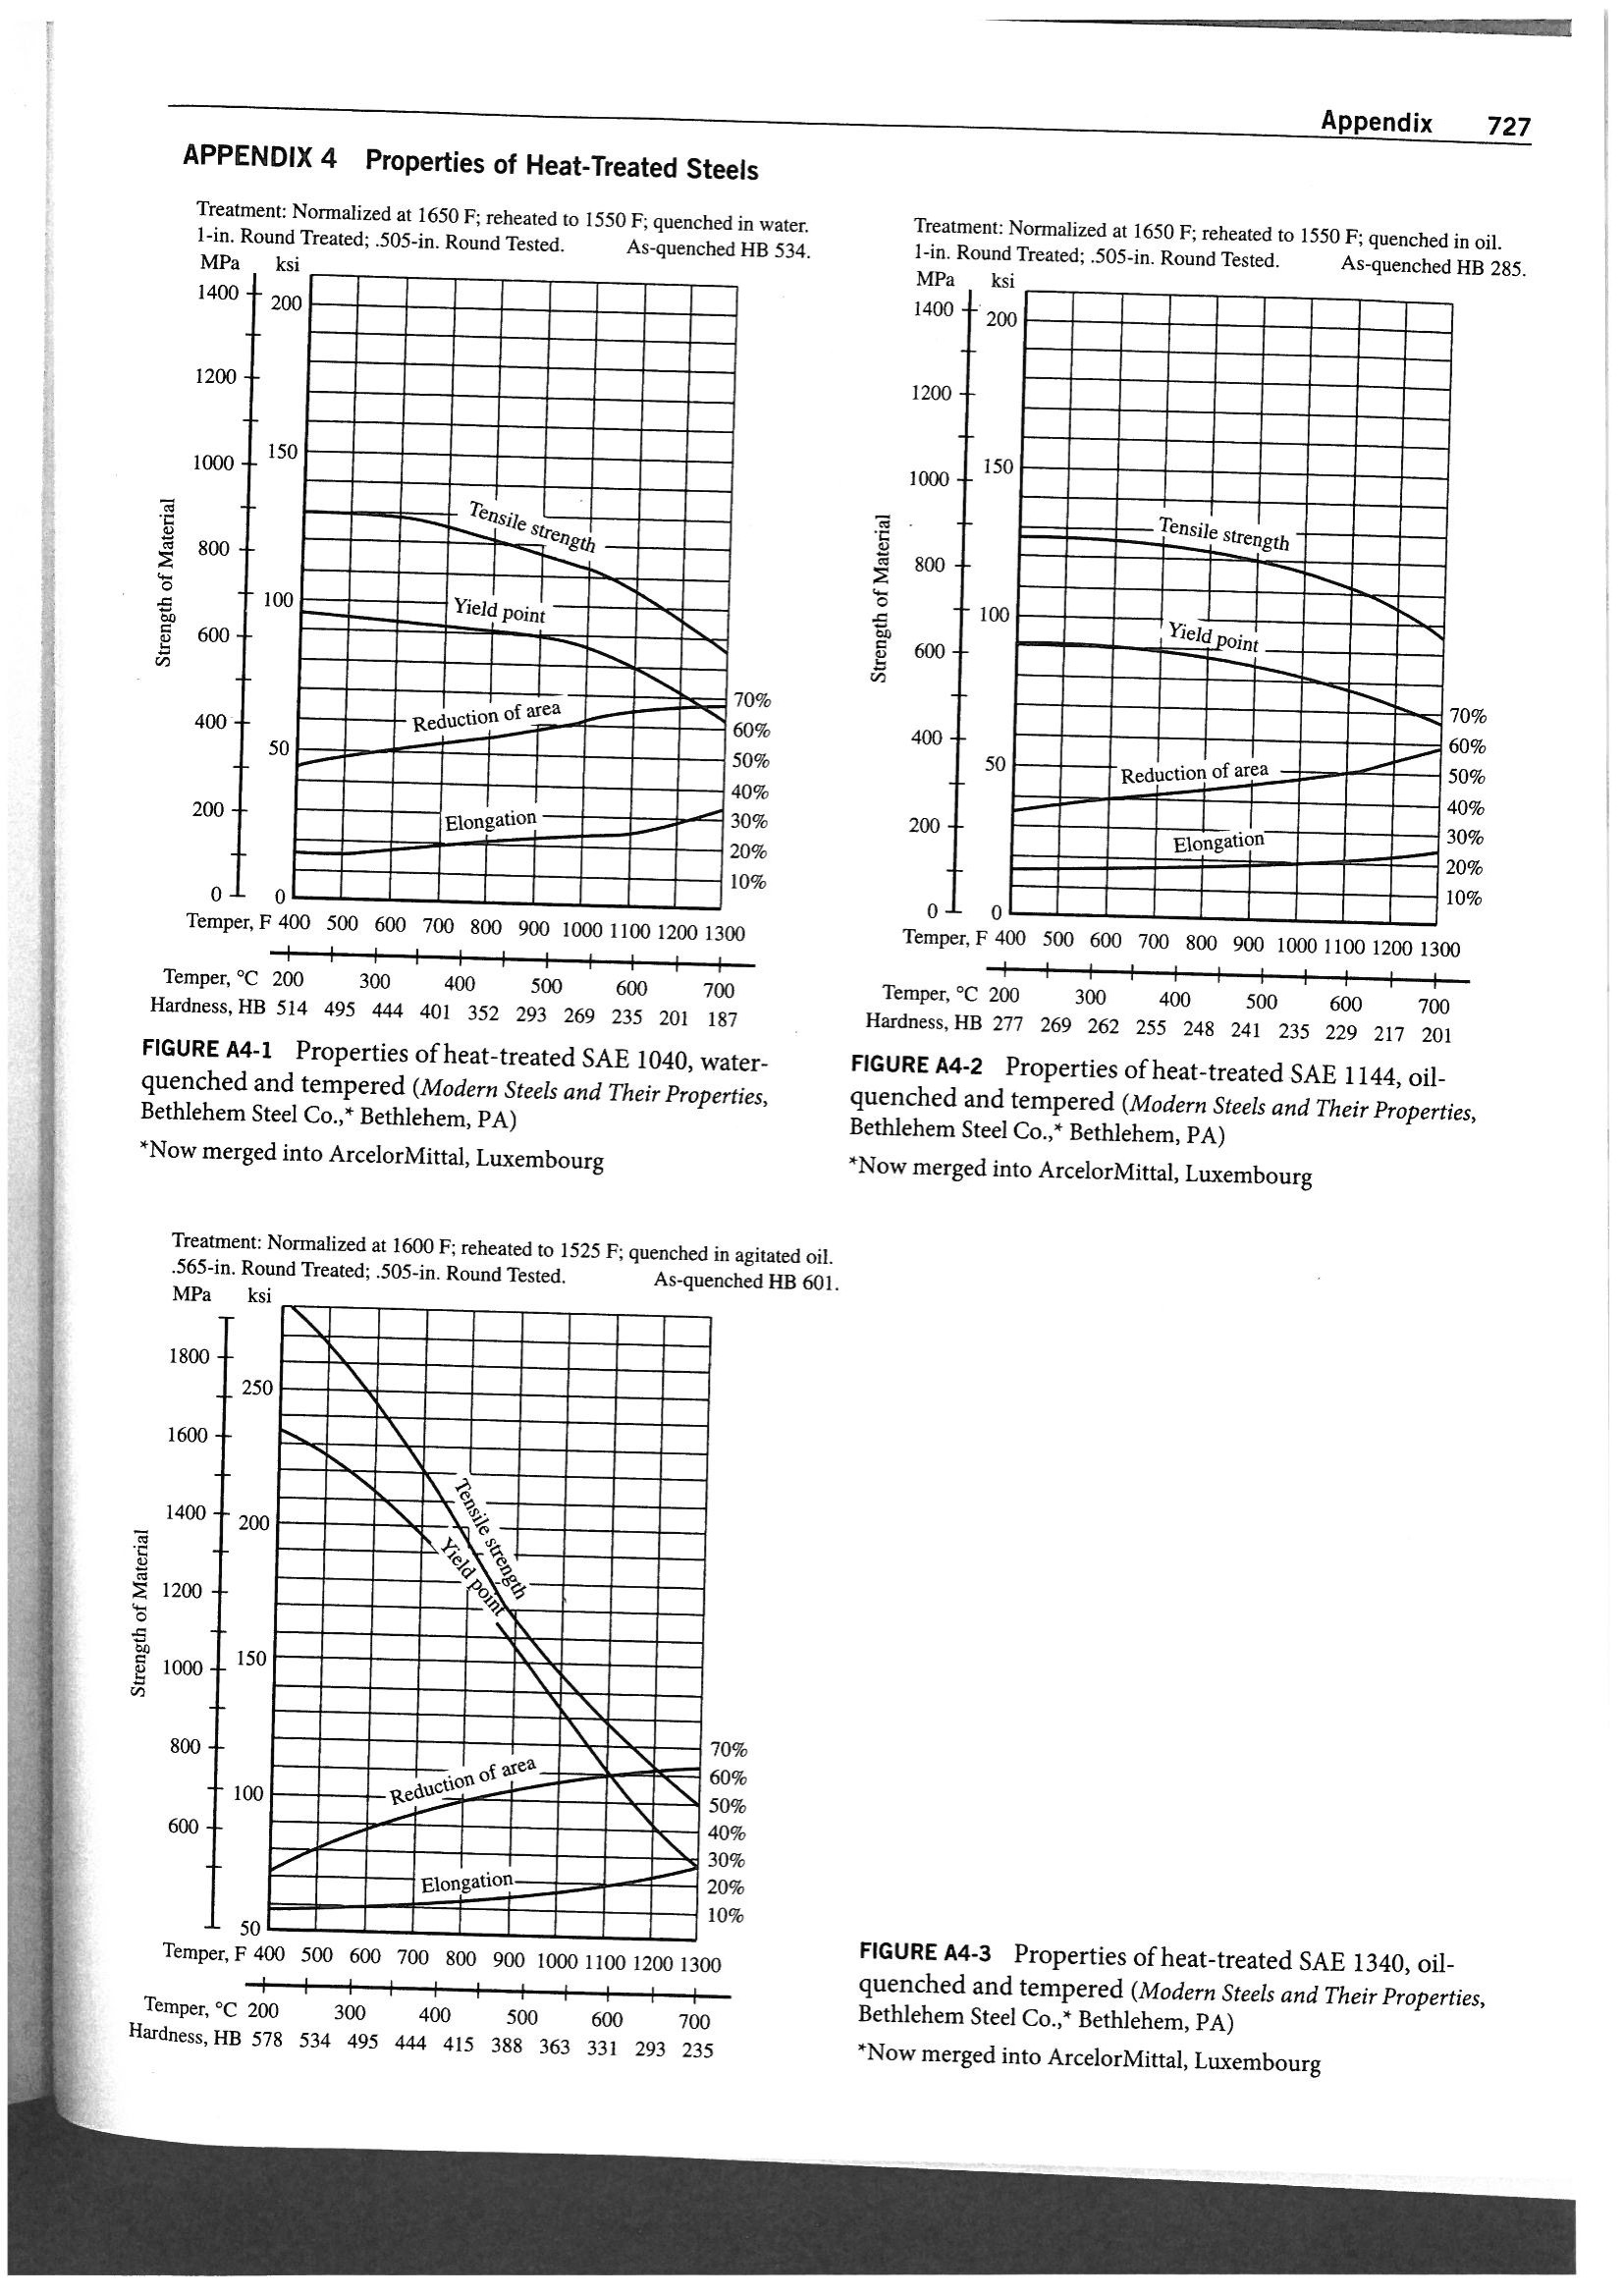 Appendix 727
APPENDIX 4 Properties of Heat-Treated Steels
Treatment: Normalized at 1650 F; reheated to 1550 F; quenched in water.
1-in. Round Treated; .505-in. Round Tested. As-quenched HB 534.
MPa ksi
1400
200
1200
1000
150
800
100
600
400
50
200
0
0
Strength of Material
Tensile strength
Yield point
Reduction of area
Elongation
70%
60%
50%
40%
30%
20%
10%
Temper, F 400 500 600 700 800 900 1000 1100 1200 1300
Temper, °C 200 300 400 500 600 700
Hardness, HB 514 495 444 401 352 293 269 235 201 187
FIGURE A4-1 Properties of heat-treated SAE 1040, water-
quenched and tempered (Modern Steels and Their Properties,
Bethlehem Steel Co.,* Bethlehem, PA)
*Now merged into ArcelorMittal, Luxembourg
Treatment: Normalized at 1650 F; reheated to 1550 F; quenched in oil.
1-in. Round Treated; .505-in. Round Tested. As-quenched HB 285.
MPa ksi
1400
200
1200
1000
150
800
100
600
400
50
200
0
0
Strength of Material
Tensile strength
Yield point
Reduction of area
Elongation
70%
60%
50%
40%
30%
20%
10%
Temper, F 400 500 600 700 800 900 1000 1100 1200 1300
Temper, °C 200 300 400 500 600 700
Hardness, HB 277 269 262 255 248 241 235 229 217 201
FIGURE A4-2 Properties of heat-treated SAE 1144, oil-
quenched and tempered (Modern Steels and Their Properties,
Bethlehem Steel Co.,* Bethlehem, PA)
*Now merged into ArcelorMittal, Luxembourg
Treatment: Normalized at 1600 F; reheated to 1525 F; quenched in agitated oil.
.565-in. Round Treated; .505-in. Round Tested. As-quenched HB 601.
MPa ksi
1800
250
1600
1400
200
1200
1000
150
800
100
600
50
Strength of Material
Tensile strength
Yield point
Reduction of area
Elongation
70%
60%
50%
40%
30%
20%
10%
Temper, F 400 500 600 700 800 900 1000 1100 1200 1300
Temper, °C 200 300 400 500 600 700
Hardness, HB 578 534 495 444 415 388 363 331 293 235
FIGURE A4-3 Properties of heat-treated SAE 1340, oil-
quenched and tempered (Modern Steels and Their Properties,
Bethlehem Steel Co.,* Bethlehem, PA)
*Now merged into ArcelorMittal, Luxembourg